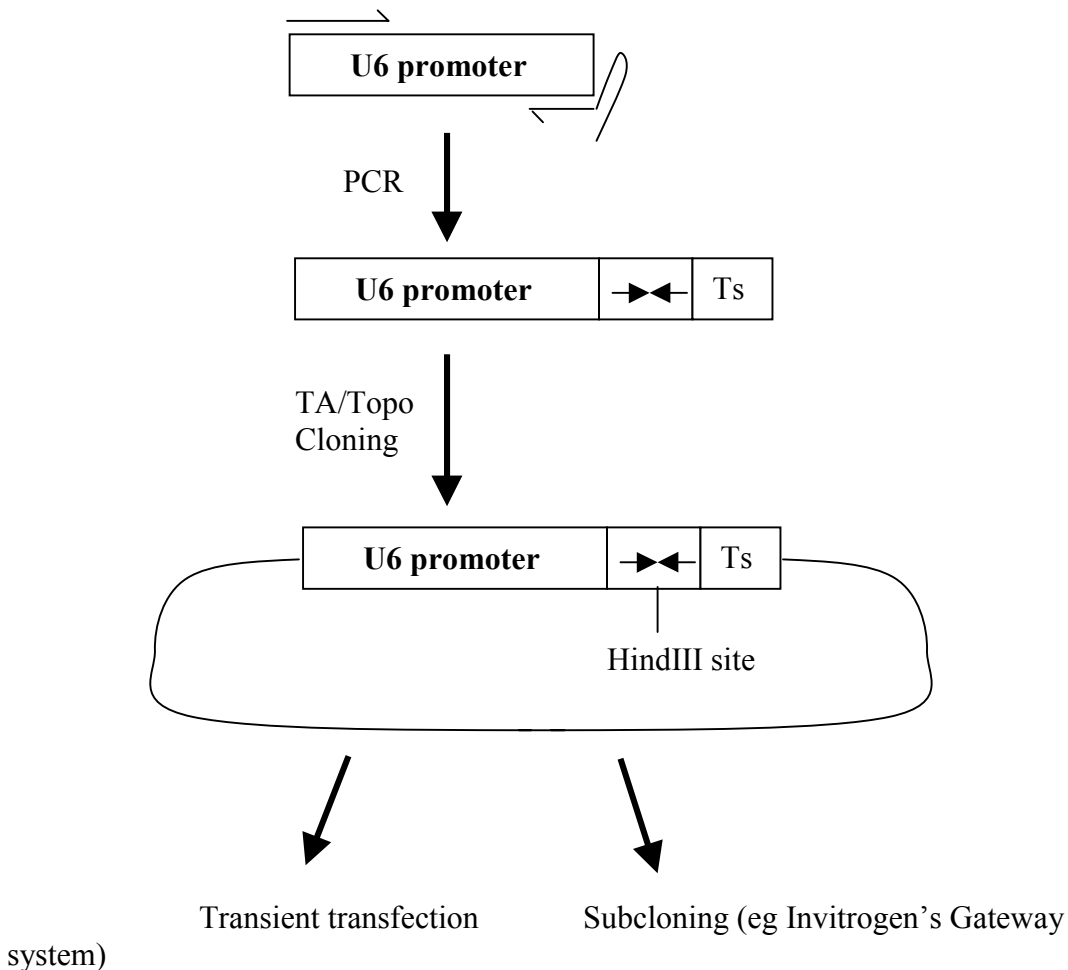 U6 promoter
PCR
U6 promoter
Ts
TA/Topo
Cloning
U6 promoter
Ts
HindIII site
Transient transfection
Subcloning (eg Invitrogen's Gateway
system)